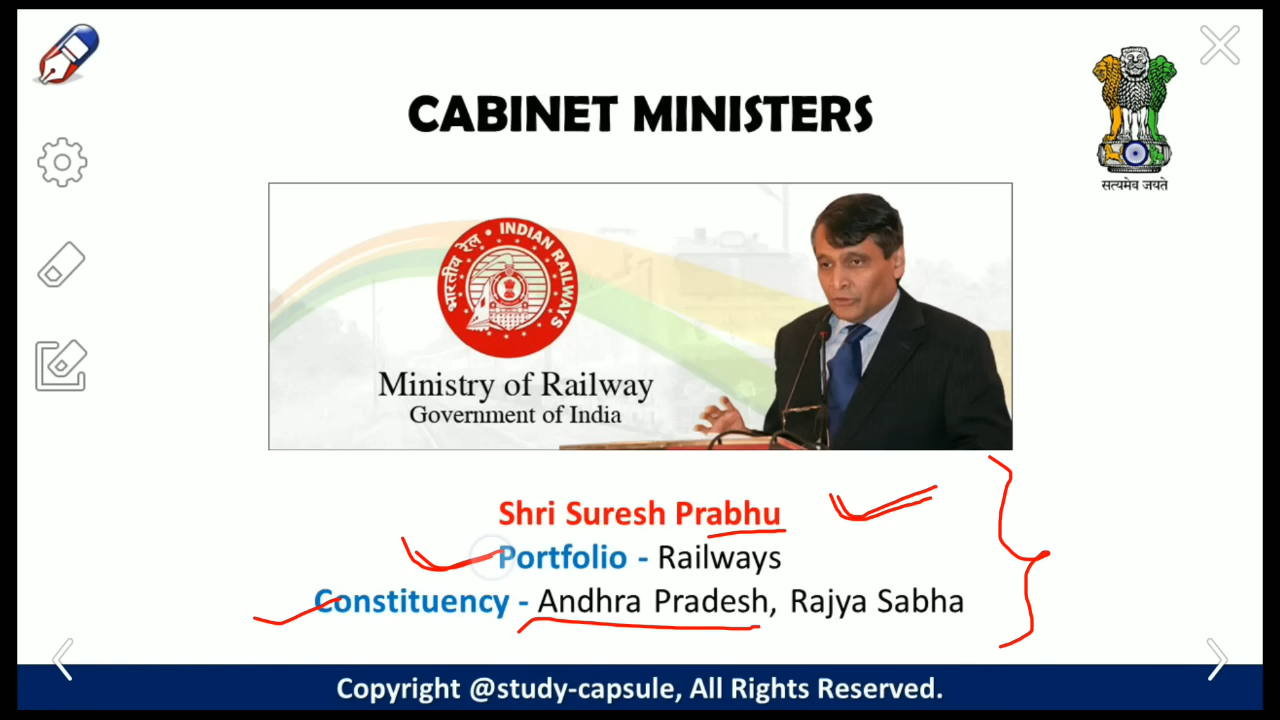 CABINET MINISTERS
सत्यमेव जयते
भारतीय रेल • INDIAN RAILWAYS
Ministry of Railway
Government of India
Shri Suresh Prabhu
Portfolio - Railways
Constituency - Andhra Pradesh, Rajya Sabha
Copyright @study-capsule, All Rights Reserved.